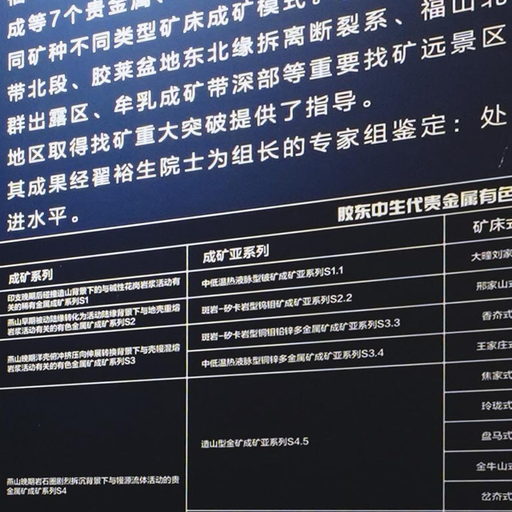 成等7个贵金属、
同矿种不同类型矿床成矿模式。
带北段、胶莱盆地东北缘拆离断裂系、福山北
群出露区、牟乳成矿带深部等重要找矿远景区
地区取得找矿重大突破提供了指导。
其成果经翟裕生院士为组长的专家组鉴定：处
进水平。
胶东中生代贵金属有色
成矿系列
成矿亚系列
矿床式
印支晚期后碰撞造山背景下的与碱性花岗岩浆活动有
关的稀有金属成矿系列S1
中低温热液脉型铍矿成矿亚系列S1.1
大疃刘家
燕山早期被动陆缘转化为活动陆缘背景下与地壳重熔
岩浆活动有关的有色金属矿成矿系列S2
斑岩-矽卡岩型钨钼矿成矿亚系列S2.2
邢家山式
燕山晚期洋壳俯冲挤压向伸展转换背景下与壳幔混熔
岩浆活动有关的有色金属矿成矿系列S3
斑岩-矽卡岩型铜钼铅锌多金属矿成矿亚系列S3.3
香夼式
中低温热液脉型铜锌多金属矿成矿亚系列S3.4
王家庄式
燕山晚期岩石圈剧烈拆沉背景下与幔源流体活动的贵
金属矿成矿系列S4
造山型金矿成矿亚系列S4.5
焦家式
玲珑式
盘马式
金牛山式
岔夼式